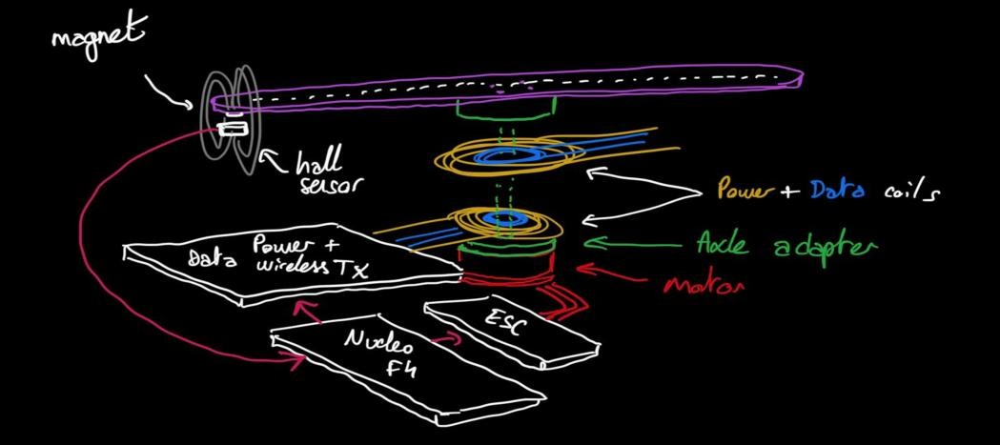 magnet
hall
sensor
Power + Data coils
Axle adapter
motor
Data Power +
wireless TX
ESC
Nucleo
F4